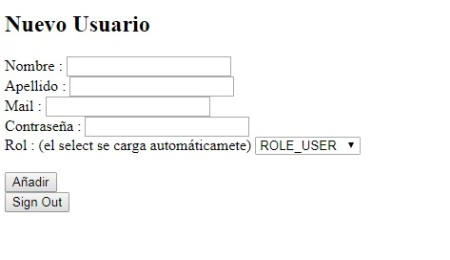 Nuevo Usuario
Nombre :
Apellido :
Mail :
Contraseña :
Rol : (el select se carga automáticamete) ROLE_USER
Añadir
Sign Out